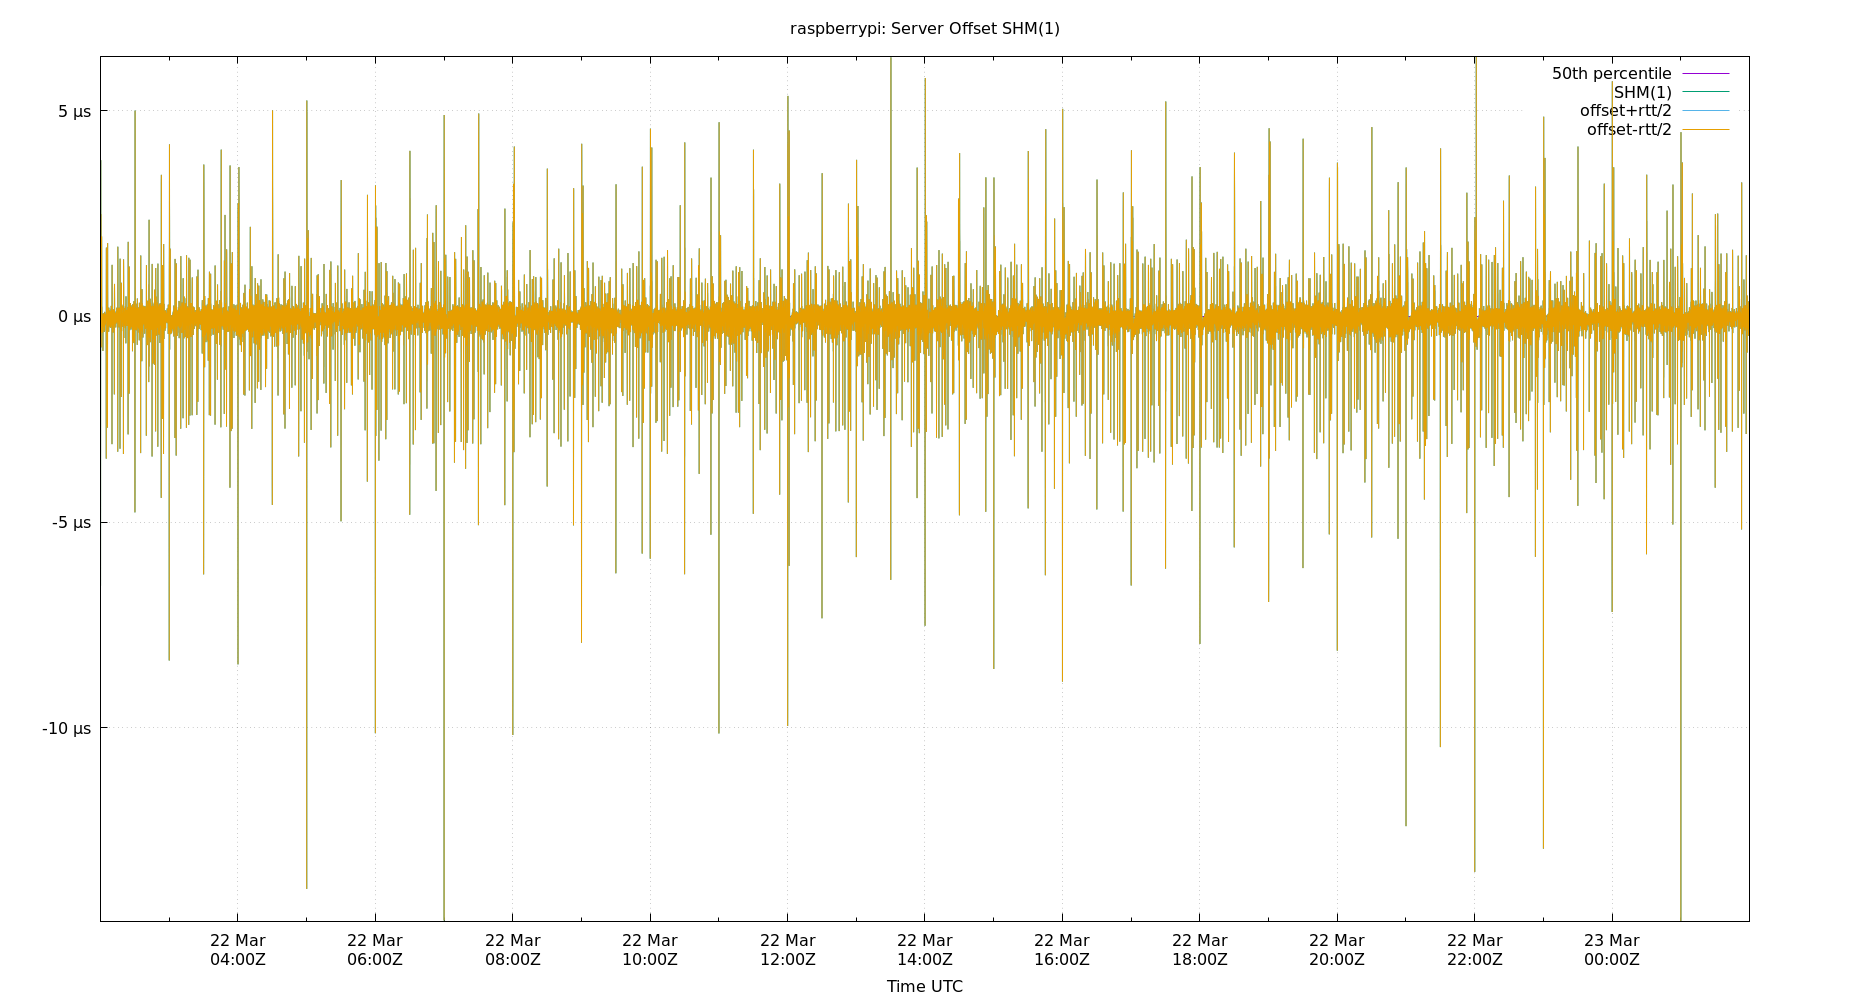 raspberrypi: Server Offset SHM(1)
50th percentile
SHM(1)
offset+rtt/2
offset-rtt/2
5 µs
0 µs
-5 µs
-10 µs
22 Mar 22 Mar 22 Mar 22 Mar 22 Mar 22 Mar 22 Mar 22 Mar 22 Mar 22 Mar 23 Mar
04:00Z 06:00Z 08:00Z 10:00Z 12:00Z 14:00Z 16:00Z 18:00Z 20:00Z 22:00Z 00:00Z
Time UTC